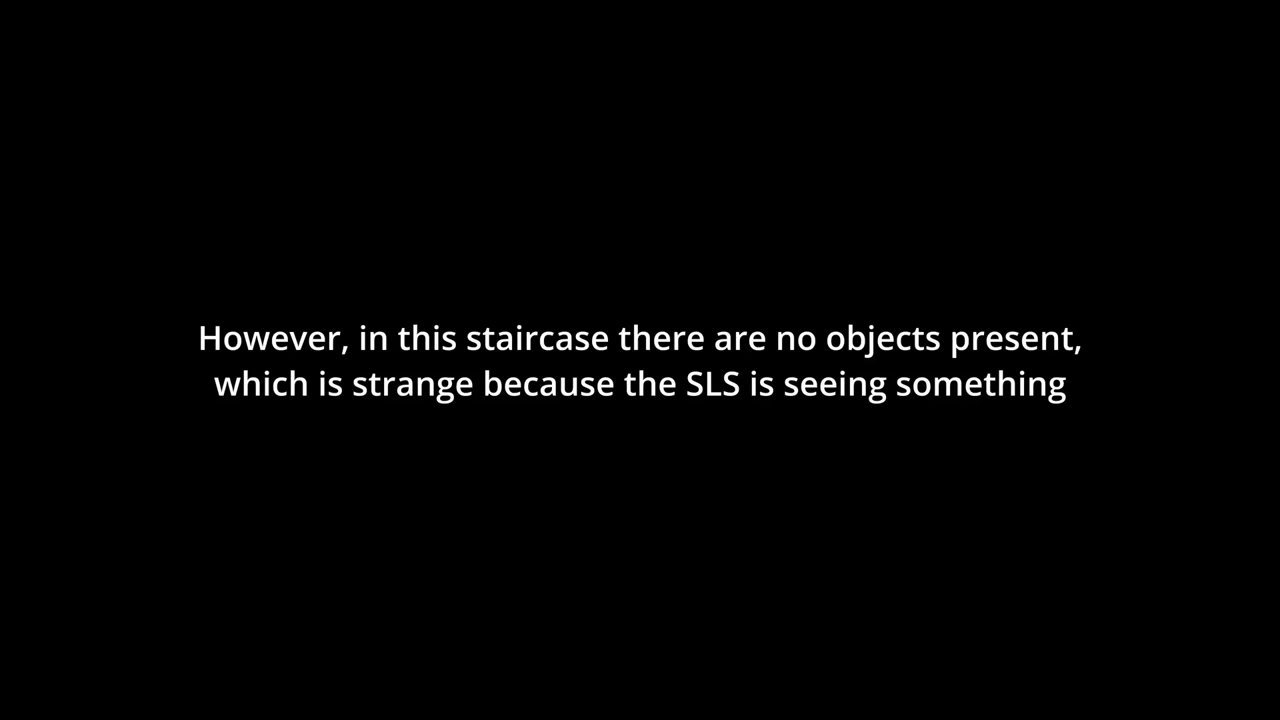 However, in this staircase there are no objects present,
which is strange because the SLS is seeing something